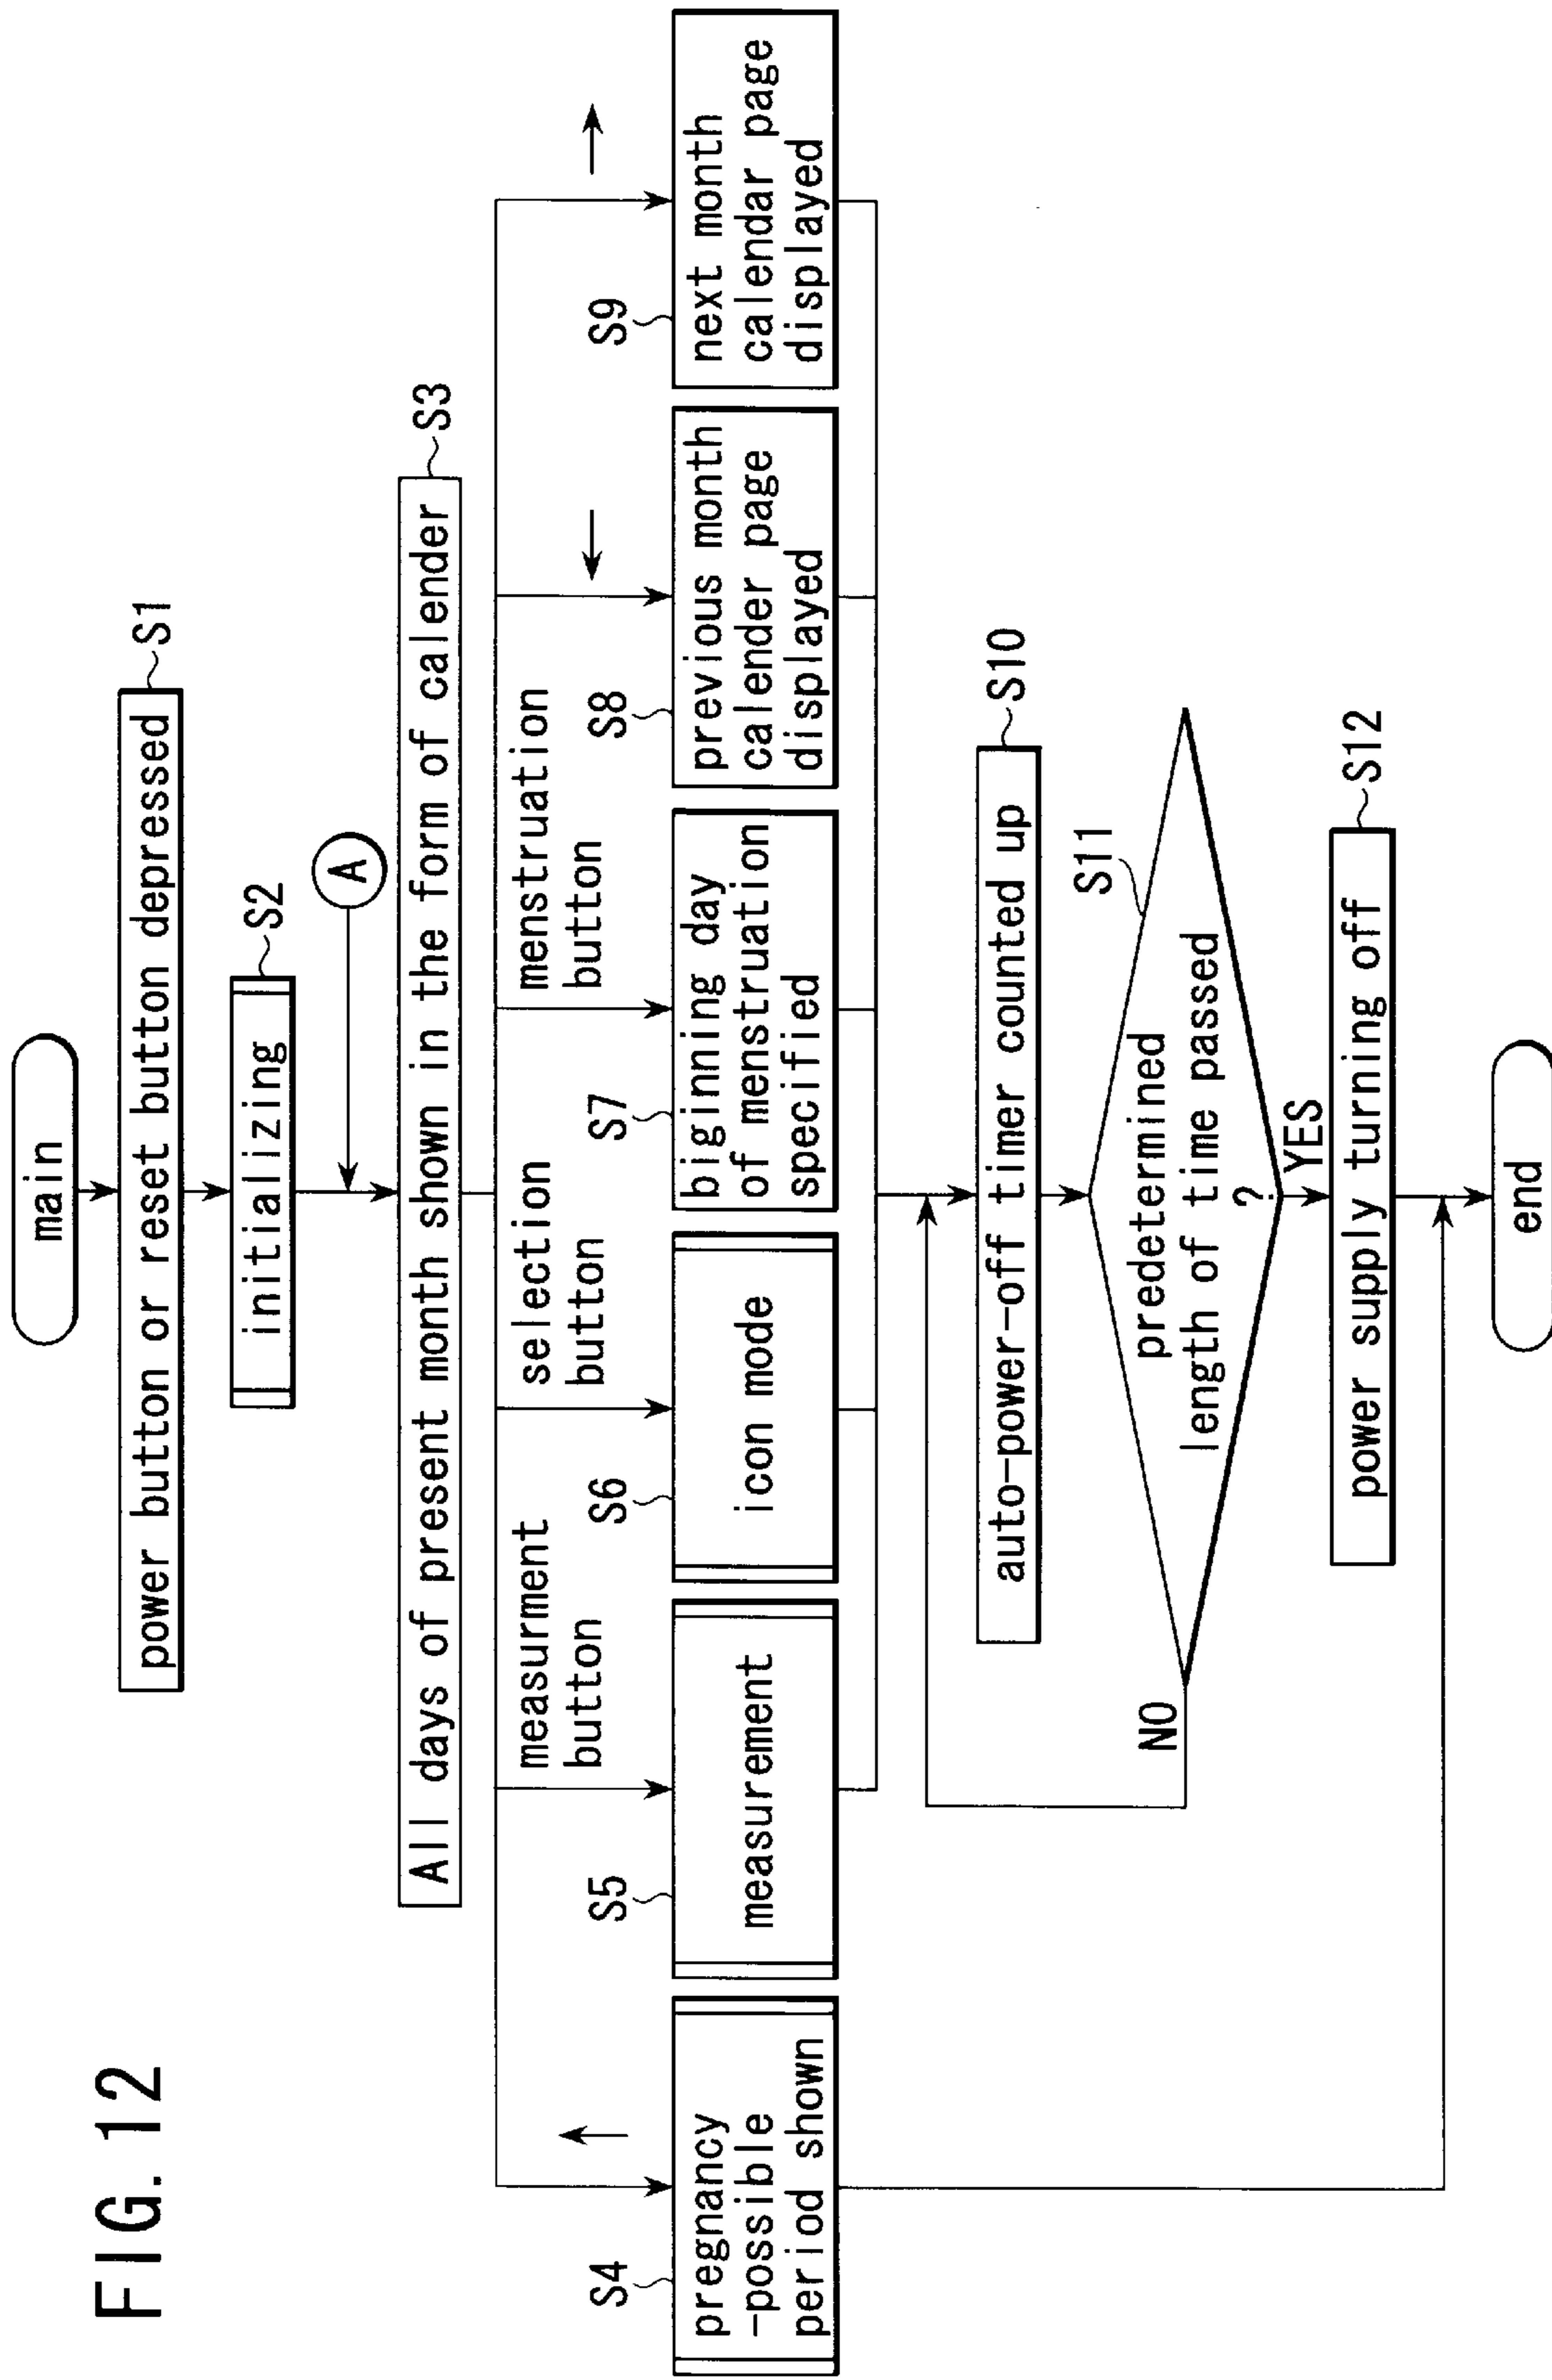 FIG. 12
main
power button or reset button depressed
S1
initializing
S2
A
All days of present month shown in the form of calender
S3
measurment
button
selection
button
menstruation
button
S4
pregnancy
-possible
period shown
S5
measurement
S6
icon mode
S7
biginning day
of menstruation
specified
S8
previous month
calender page
displayed
S9
next month
calendar page
displayed
auto-power-off timer counted up
S10
S11
predetermined
length of time passed
?
NO
YES
power supply turning off
S12
end